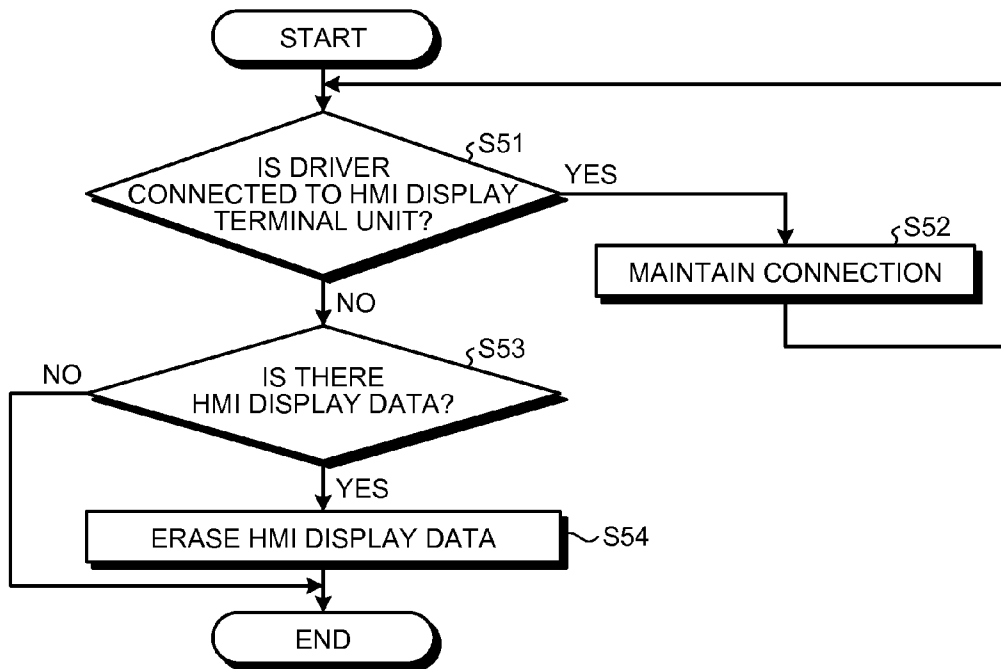 START
S51
IS DRIVER
CONNECTED TO HMI DISPLAY
TERMINAL UNIT?
YES
S52
MAINTAIN CONNECTION
NO
S53
NO
IS THERE
HMI DISPLAY DATA?
YES
ERASE HMI DISPLAY DATA
S54
END